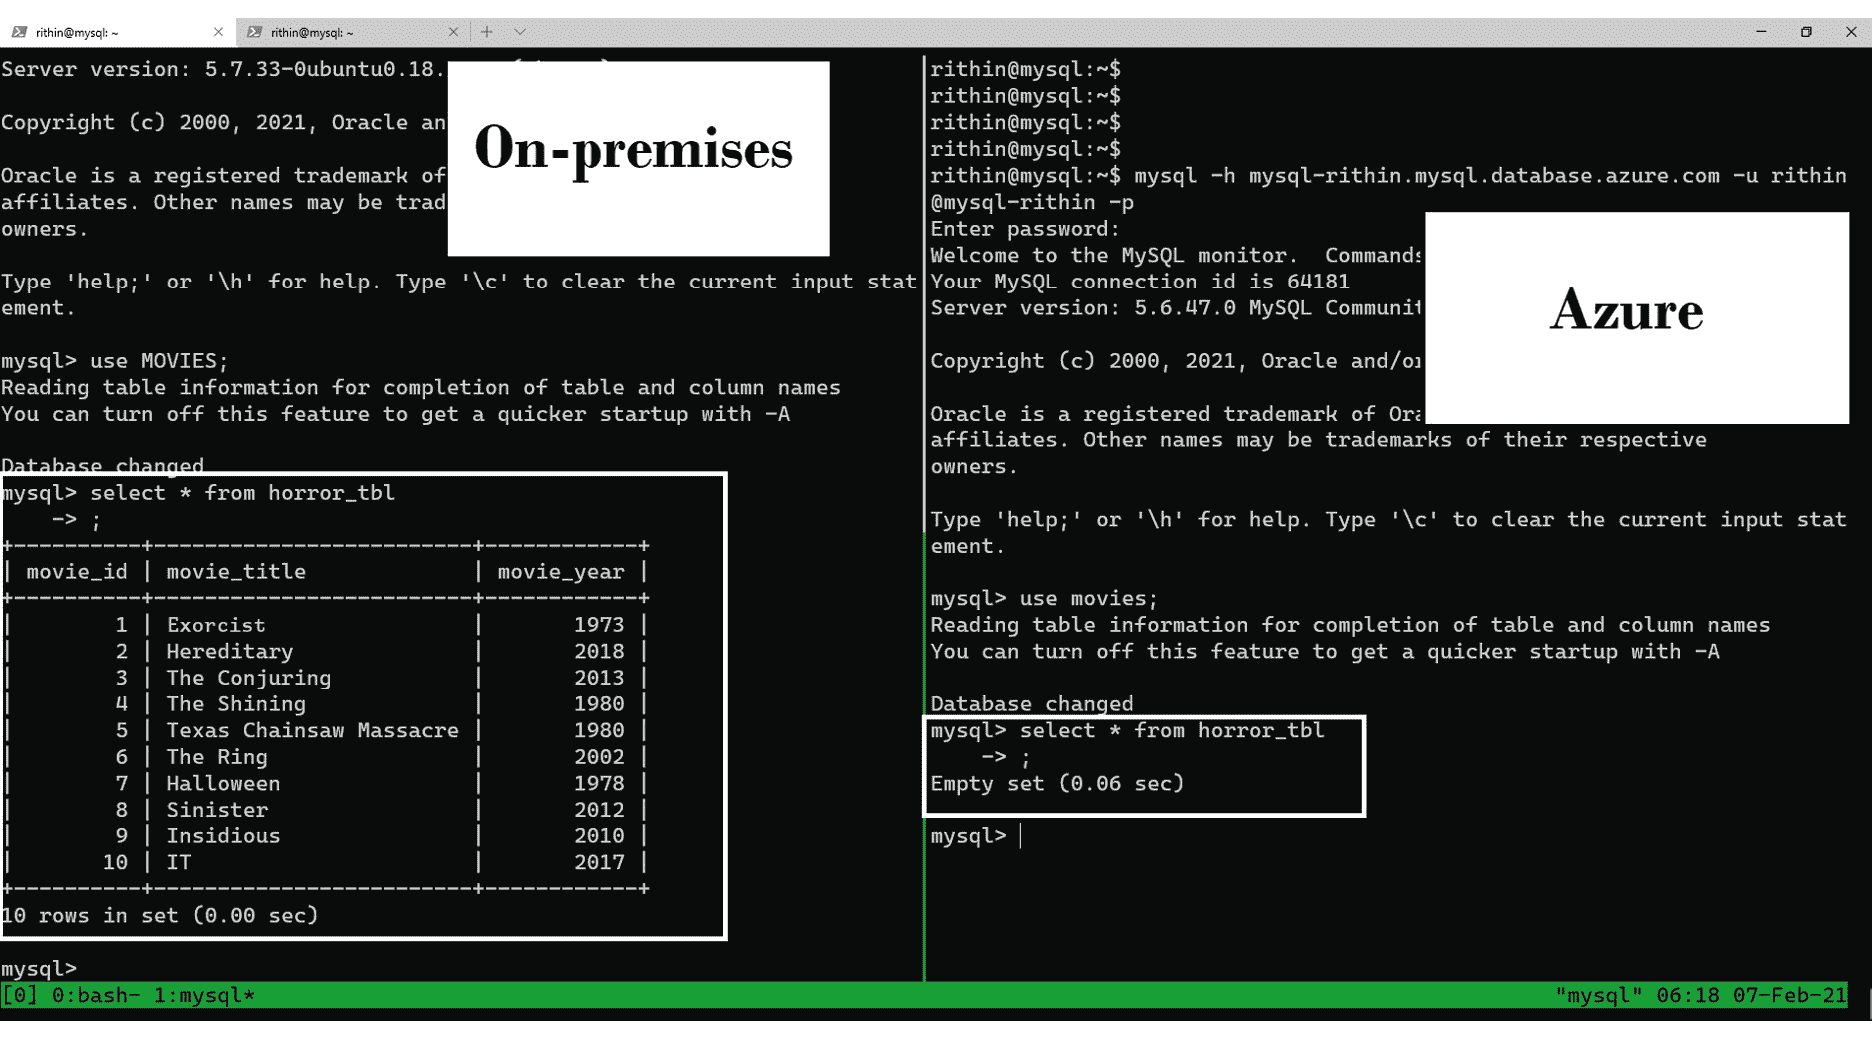 rithin@mysql: ~
rithin@mysql: ~
Server version: 5.7.33-0ubuntu0.18.
Copyright (c) 2000, 2021, Oracle an
Oracle is a registered trademark of
affiliates. Other names may be trad
owners.
Type 'help;' or '\h' for help. Type '\c' to clear the current input stat
ement.
mysql> use MOVIES;
Reading table information for completion of table and column names
You can turn off this feature to get a quicker startup with -A
Database changed
mysql> select * from horror_tbl
    -> ;
+----------+-------------------------+------------+
| movie_id | movie_title             | movie_year |
+----------+-------------------------+------------+
|        1 | Exorcist                |       1973 |
|        2 | Hereditary              |       2018 |
|        3 | The Conjuring           |       2013 |
|        4 | The Shining             |       1980 |
|        5 | Texas Chainsaw Massacre |       1980 |
|        6 | The Ring                |       2002 |
|        7 | Halloween               |       1978 |
|        8 | Sinister                |       2012 |
|        9 | Insidious               |       2010 |
|       10 | IT                      |       2017 |
+----------+-------------------------+------------+
10 rows in set (0.00 sec)
mysql>
On-premises
rithin@mysql:~$
rithin@mysql:~$
rithin@mysql:~$
rithin@mysql:~$
rithin@mysql:~$ mysql -h mysql-rithin.mysql.database.azure.com -u rithin
@mysql-rithin -p
Enter password:
Welcome to the MySQL monitor.  Commands
Your MySQL connection id is 64181
Server version: 5.6.47.0 MySQL Communit
Copyright (c) 2000, 2021, Oracle and/or
Oracle is a registered trademark of Ora
affiliates. Other names may be trademarks of their respective
owners.
Type 'help;' or '\h' for help. Type '\c' to clear the current input stat
ement.
mysql> use movies;
Reading table information for completion of table and column names
You can turn off this feature to get a quicker startup with -A
Database changed
mysql> select * from horror_tbl
    -> ;
Empty set (0.06 sec)
mysql>
Azure
[0] 0:bash- 1:mysql*
"mysql" 06:18 07-Feb-21